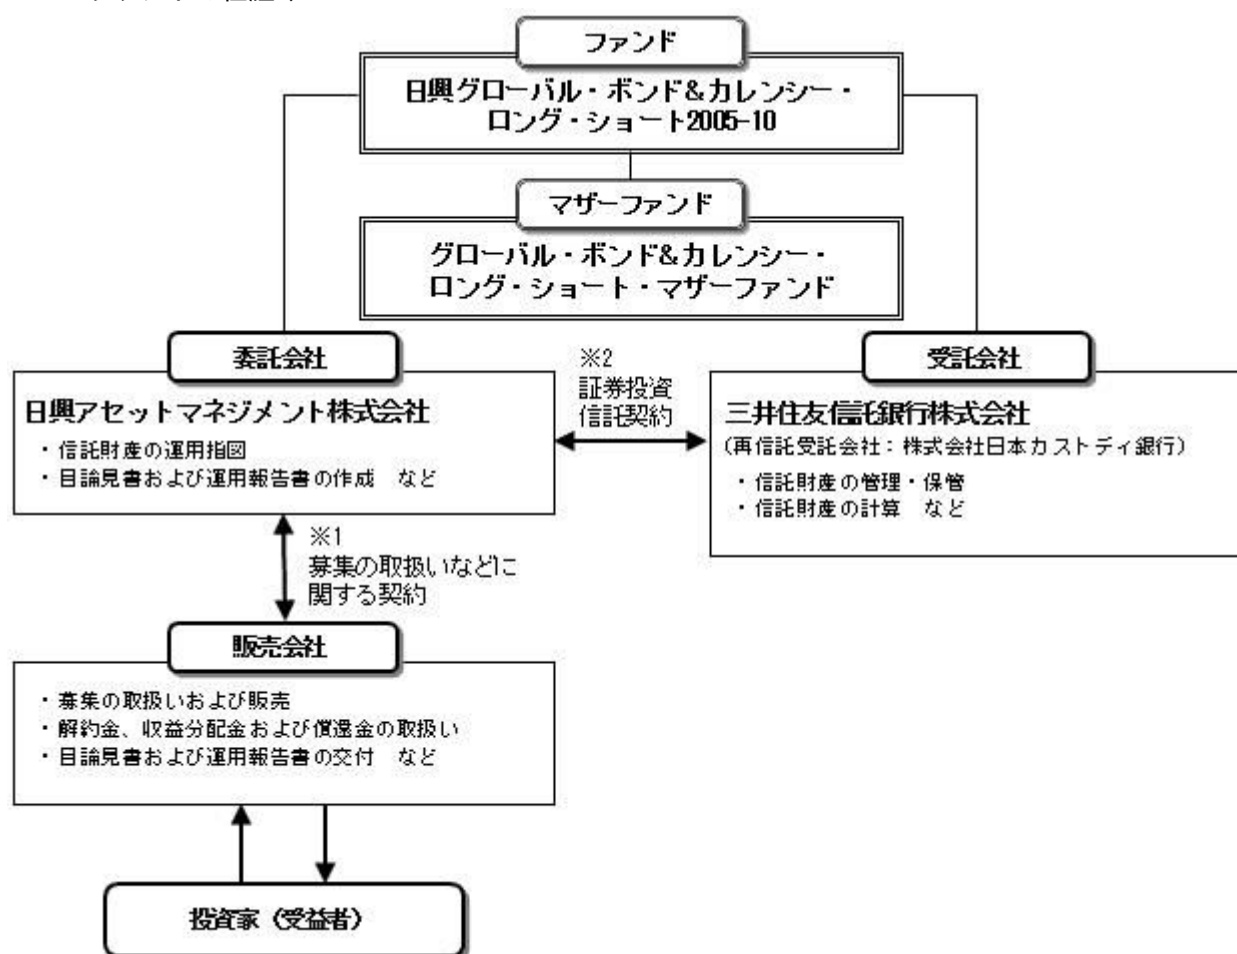 ファンド
日興グローバル・ボンド&カレンシー・
ロング・ショート2005-10
マザーファンド
グローバル・ボンド&カレンシー・
ロング・ショート・マザーファンド
委託会社
日興アセットマネジメント株式会社
・信託財産の運用指図
・目論見書および運用報告書の作成 など
※2
証券投資
信託契約
受託会社
三井住友信託銀行株式会社
(再信託受託会社：株式会社日本カストディ銀行)
・信託財産の管理・保管
・信託財産の計算 など
※1
募集の取扱いなどに
関する契約
販売会社
・募集の取扱いおよび販売
・解約金、収益分配金および償還金の取扱い
・目論見書および運用報告書の交付 など
投資家（受益者）